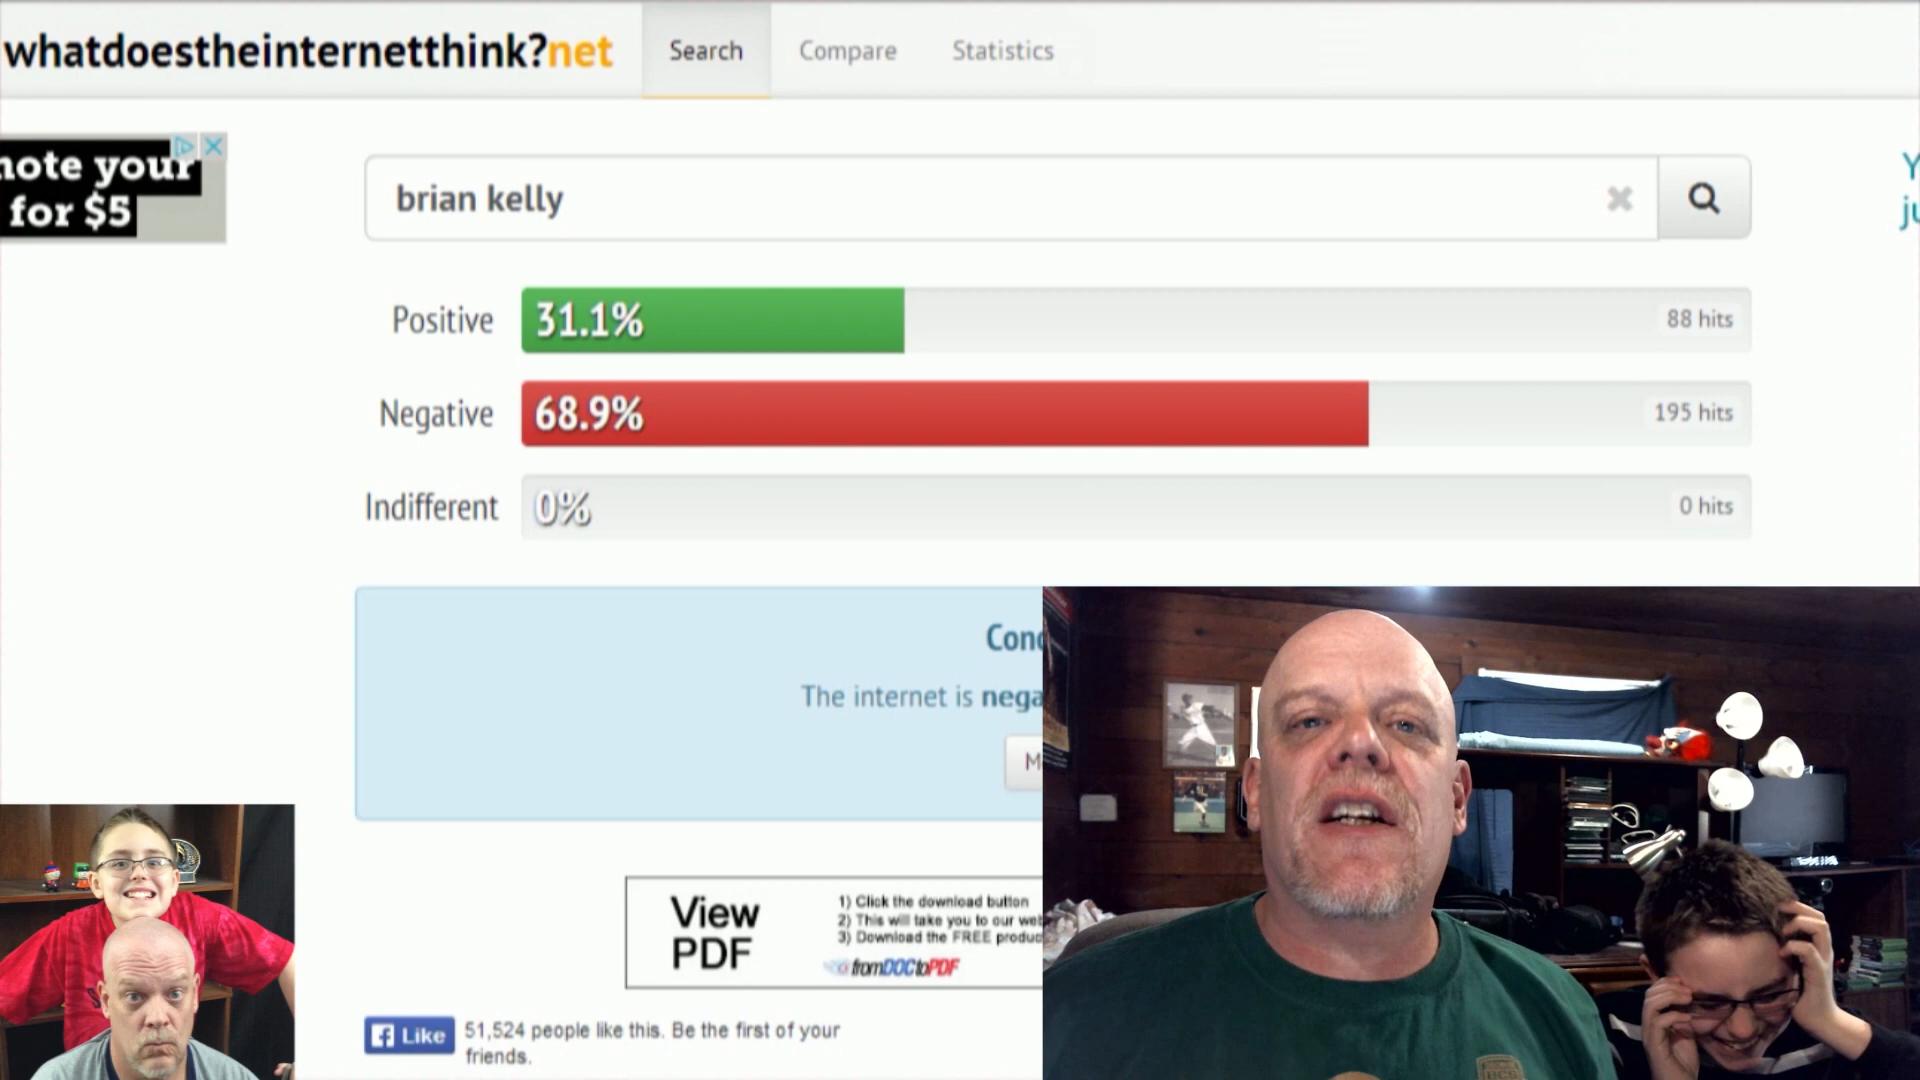 whatdoestheinternetthink?net Search Compare Statistics
note your
for $5
brian kelly
Positive 31.1% 88 hits
Negative 68.9% 195 hits
Indifferent 0% 0 hits
The internet is
View
PDF
1) Click the download button
2) This will take you to our
3) Download the FREE
fromDOCtoPDF
Like 51,524 people like this. Be the first of your
friends.